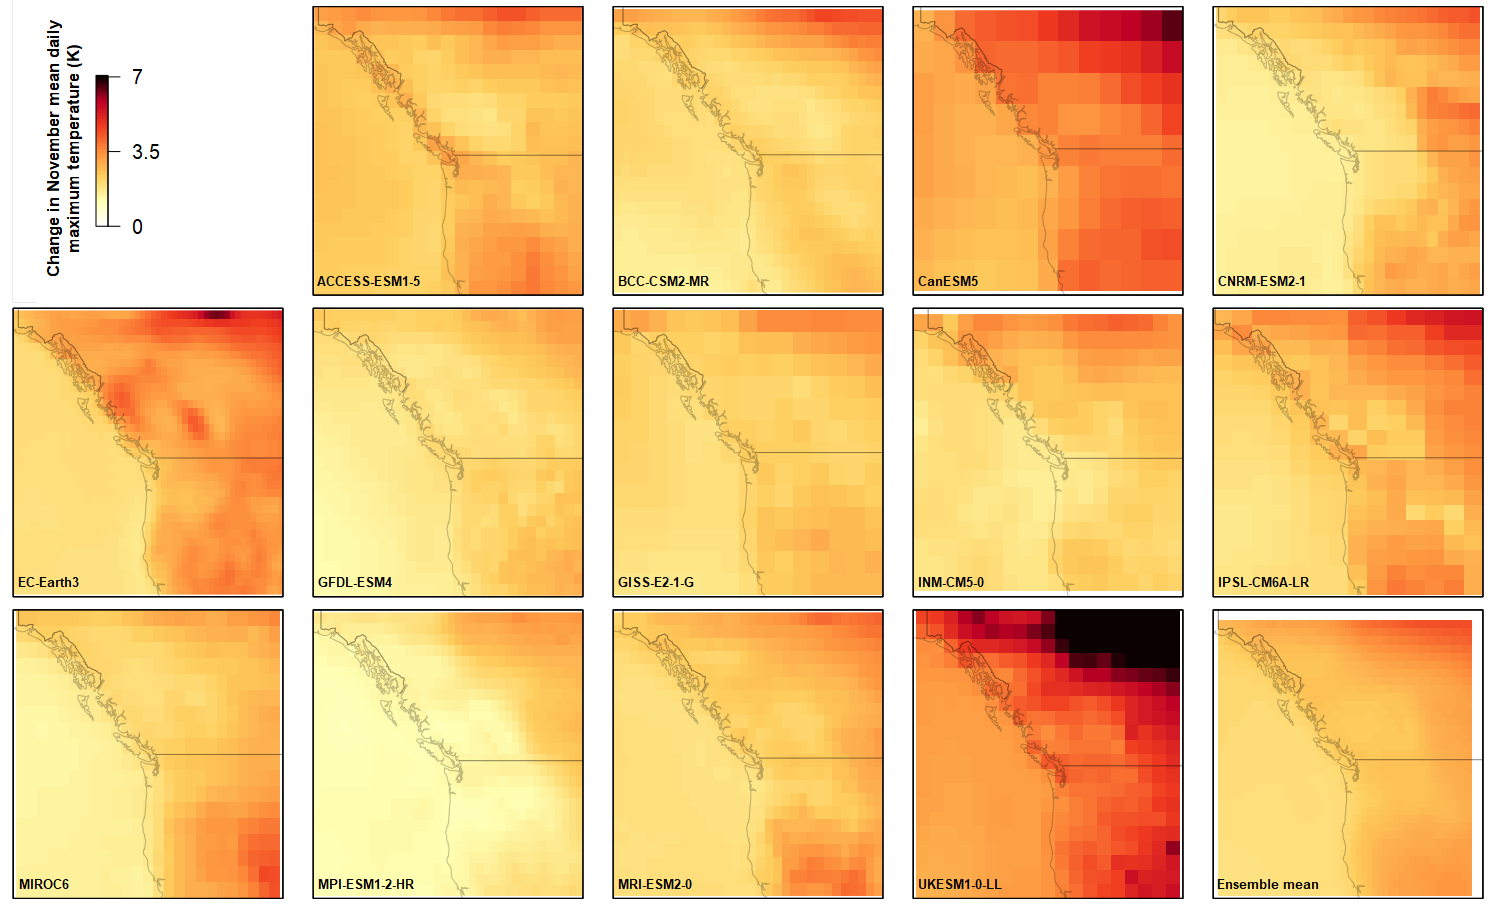 Change in November mean daily
maximum temperature (K)
7
3.5
0
ACCESS-ESM1-5
BCC-CSM2-MR
CanESM5
CNRM-ESM2-1
EC-Earth3
GFDL-ESM4
GISS-E2-1-G
INM-CM5-0
IPSL-CM6A-LR
MIROC6
MPI-ESM1-2-HR
MRI-ESM2-0
UKESM1-0-LL
Ensemble mean